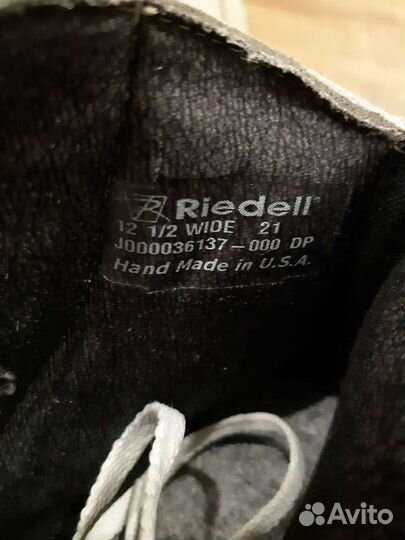 Riedell
12 1/2 WIDE 21
J000036137-000 DP
Hand Made in U.S.A.
Avito